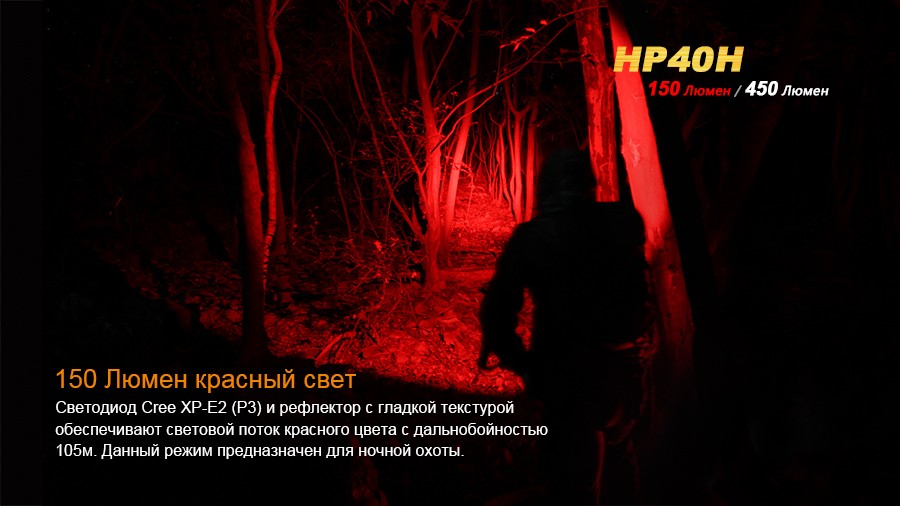 HP40H
150 Люмен / 450 Люмен
150 Люмен красный свет
Светодиод Cree XP-E2 (P3) и рефлектор с гладкой текстурой
обеспечивают световой поток красного цвета с дальнобойностью
105м. Данный режим предназначен для ночной охоты.